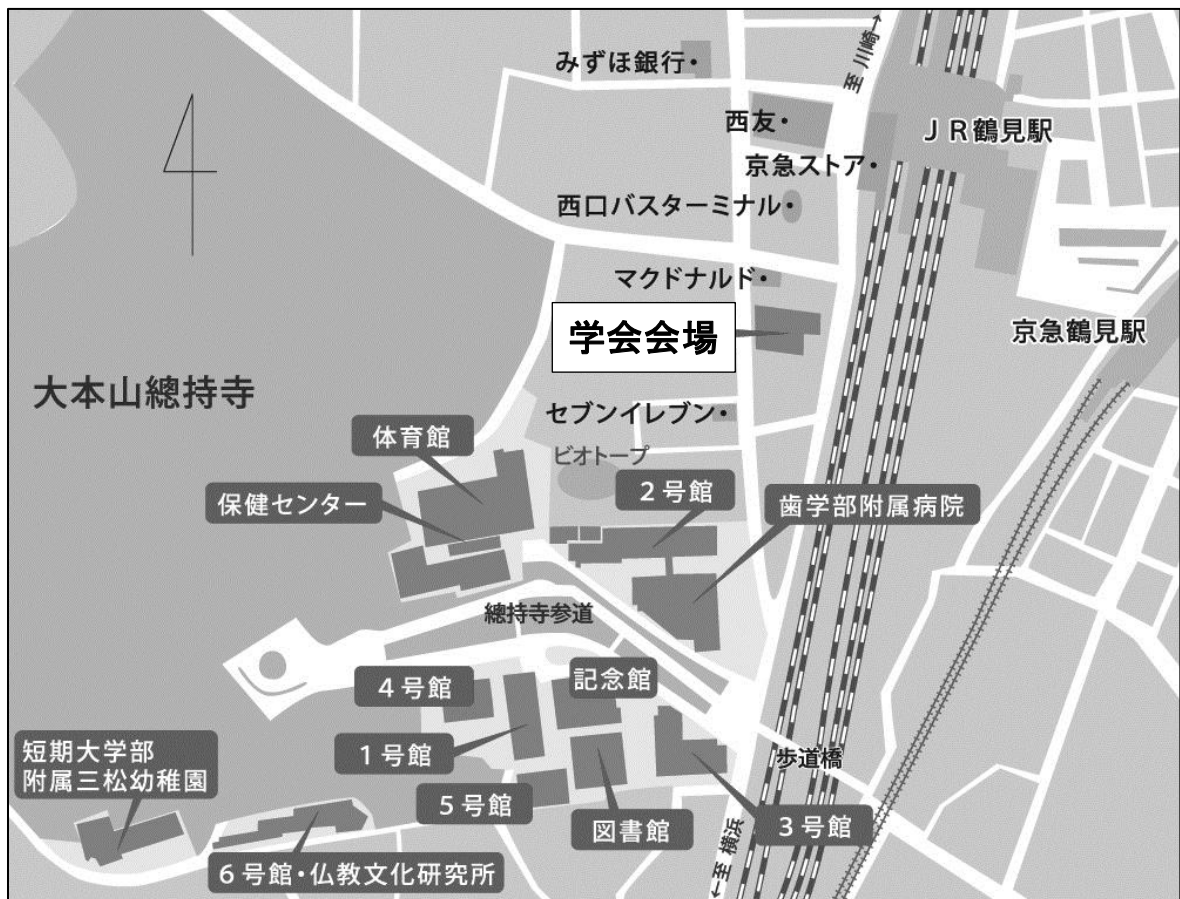 至 川崎→
みずほ銀行・
西友・
ＪＲ鶴見駅
京急ストア・
西口バスターミナル・
マクドナルド・
学会会場
京急鶴見駅
大本山總持寺
セブンイレブン・
体育館
ビオトープ
２号館
保健センター
歯学部附属病院
總持寺参道
記念館
４号館
短期大学部
附属三松幼稚園
１号館
歩道橋
５号館
図書館
３号館
←至 横浜
６号館・仏教文化研究所